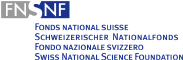 FNSNF
FONDS NATIONAL SUISSE
SCHWEIZERISCHER NATIONALFONDS
FONDO NAZIONALE SVIZZERO
SWISS NATIONAL SCIENCE FOUNDATION